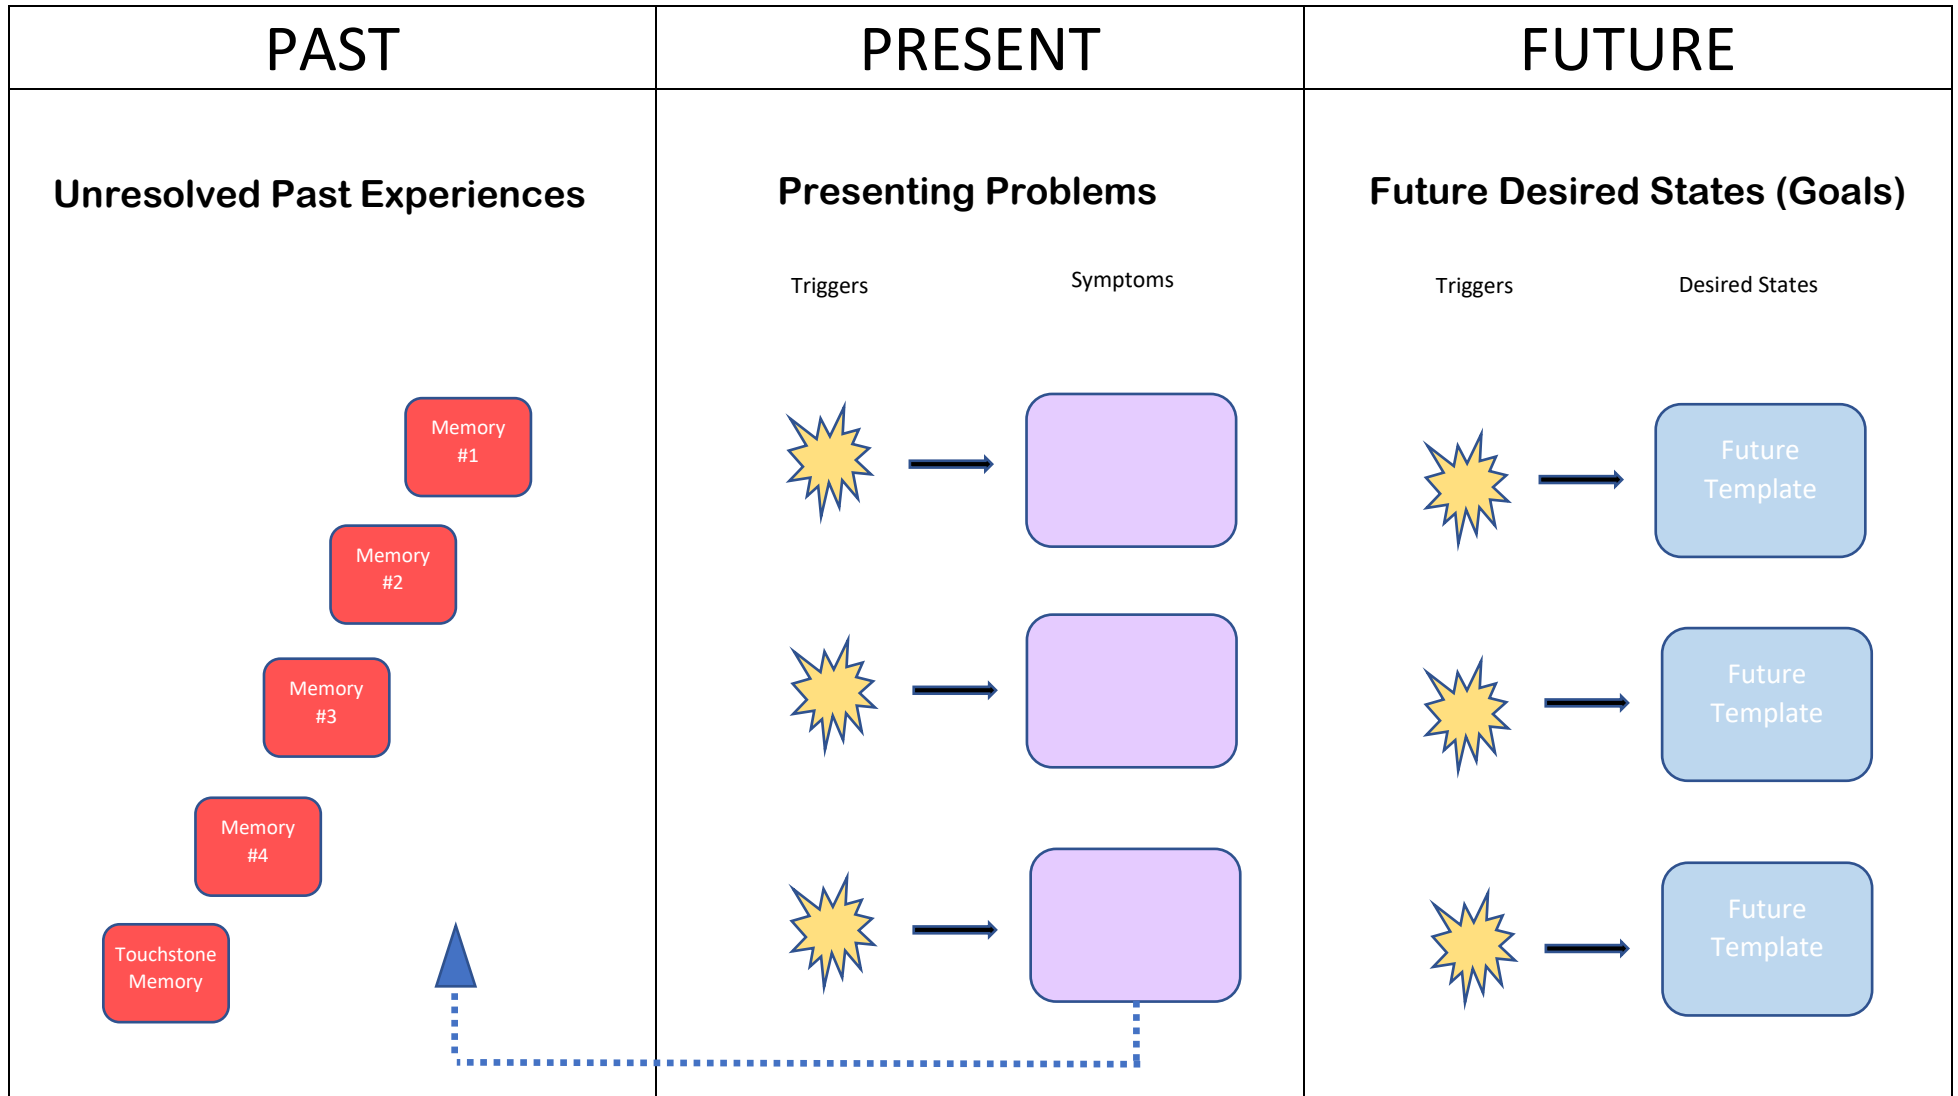 PAST
PRESENT
FUTURE
Unresolved Past Experiences
Presenting Problems
Future Desired States (Goals)
Triggers
Symptoms
Triggers
Desired States
Memory
#1
Memory
#2
Memory
#3
Memory
#4
Touchstone
Memory
Future
Template
Future
Template
Future
Template